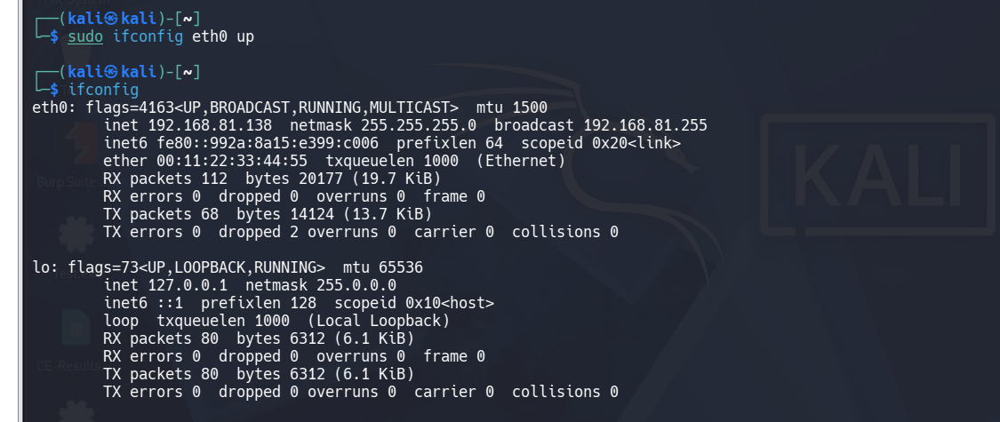 ┌──(kali㉿kali)-[~]
└─$ sudo ifconfig eth0 up
┌──(kali㉿kali)-[~]
└─$ ifconfig
eth0: flags=4163<UP,BROADCAST,RUNNING,MULTICAST>  mtu 1500
        inet 192.168.81.138  netmask 255.255.255.0  broadcast 192.168.81.255
        inet6 fe80::992a:8a15:e399:c006  prefixlen 64  scopeid 0x20<link>
        ether 00:11:22:33:44:55  txqueuelen 1000  (Ethernet)
        RX packets 112  bytes 20177 (19.7 KiB)
        RX errors 0  dropped 0  overruns 0  frame 0
        TX packets 68  bytes 14124 (13.7 KiB)
        TX errors 0  dropped 2 overruns 0  carrier 0  collisions 0
lo: flags=73<UP,LOOPBACK,RUNNING>  mtu 65536
        inet 127.0.0.1  netmask 255.0.0.0
        inet6 ::1  prefixlen 128  scopeid 0x10<host>
        loop  txqueuelen 1000  (Local Loopback)
        RX packets 80  bytes 6312 (6.1 KiB)
        RX errors 0  dropped 0  overruns 0  frame 0
        TX packets 80  bytes 6312 (6.1 KiB)
        TX errors 0  dropped 0 overruns 0  carrier 0  collisions 0
Burp Suite
CE-Results
KALI